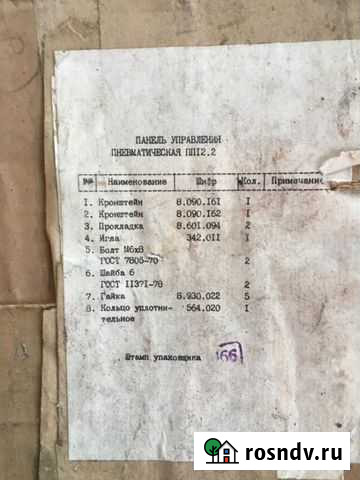 ПАНЕЛЬ УПРАВЛЕНИЯ
ПНЕВМАТИЧЕСКАЯ ПП12.2
№ Наименование Шифр Кол. Примечание
1. Кронштейн 8.090.161 1
2. Кронштейн 8.090.162 1
3. Прокладка 8.601.094 2
4. Игла 342.011 1
5. Болт М6х8
ГОСТ 7805-70 2
6. Шайба 6
ГОСТ 11371-78 2
7. Гайка 8.930.022 5
8. Кольцо уплотни- 564.020 1
тельное
Штамп упаковщика 66
rosndv.ru